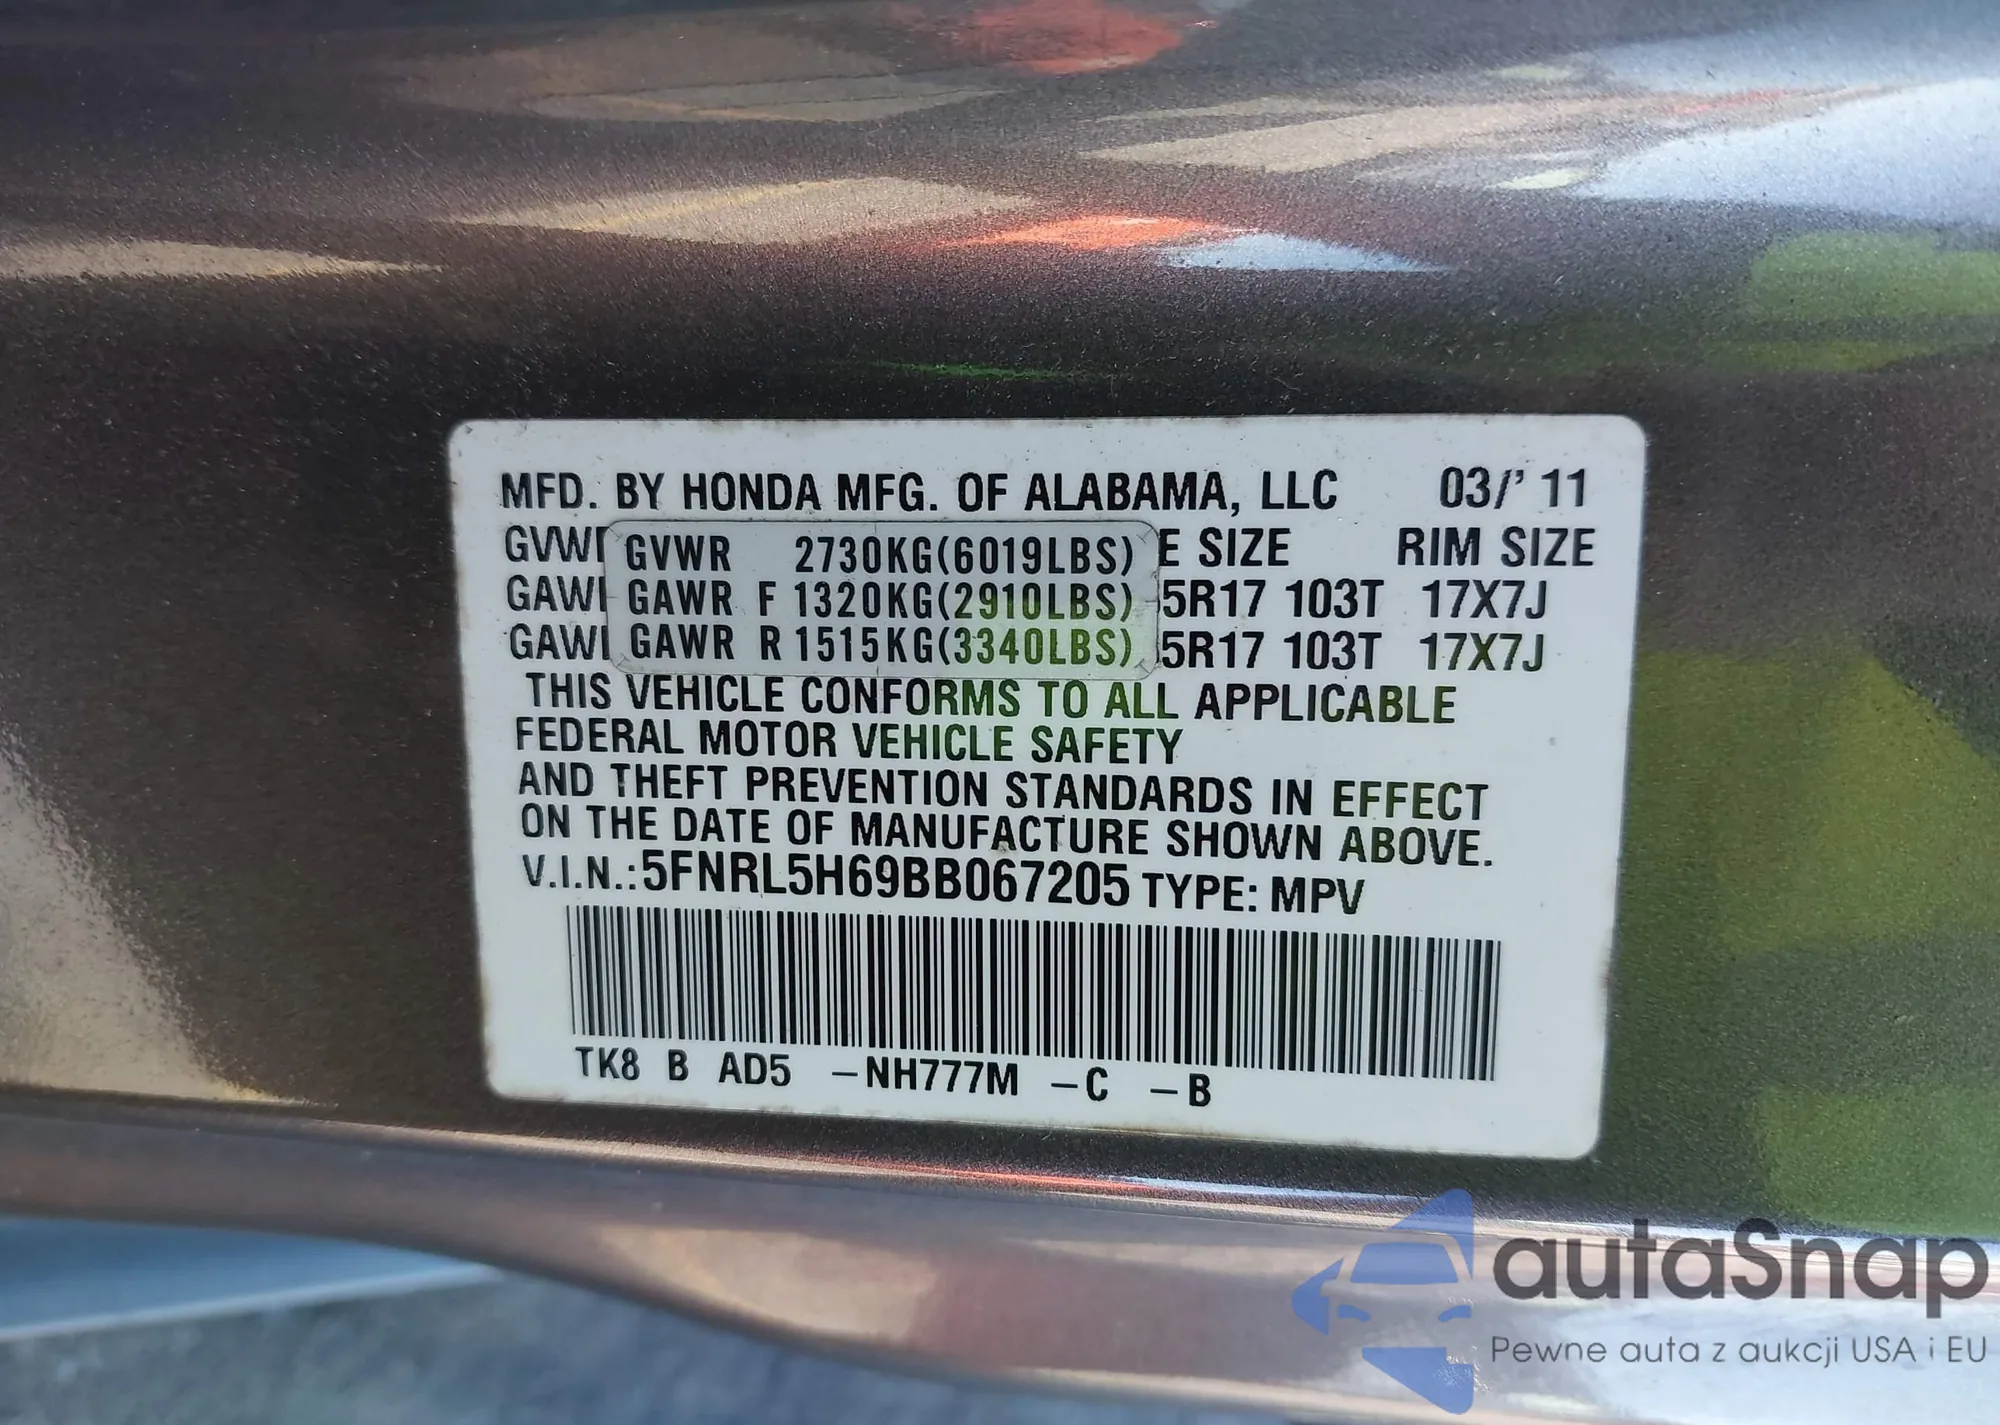 MFD. BY HONDA MFG. OF ALABAMA, LLC 03/' 11
GVWR 2730KG(6019LBS) E SIZE RIM SIZE
GAWR F 1320KG(2910LBS) 5R17 103T 17X7J
GAWR R 1515KG(3340LBS) 5R17 103T 17X7J
THIS VEHICLE CONFORMS TO ALL APPLICABLE
FEDERAL MOTOR VEHICLE SAFETY
AND THEFT PREVENTION STANDARDS IN EFFECT
ON THE DATE OF MANUFACTURE SHOWN ABOVE.
V.I.N.:5FNRL5H69BB067205 TYPE: MPV
TK8 B AD5 –NH777M –C –B
autaSnap
Pewne auta z aukcji USA i EU